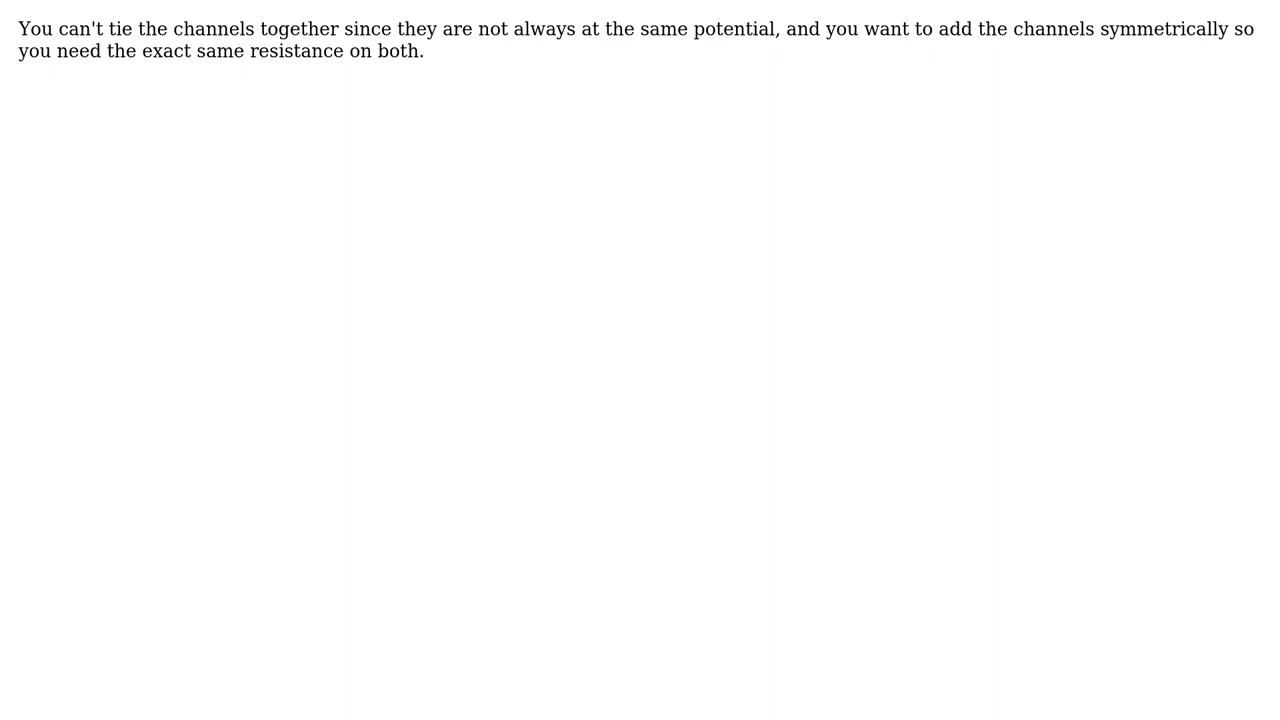 You can't tie the channels together since they are not always at the same potential, and you want to add the channels symmetrically so
you need the exact same resistance on both.